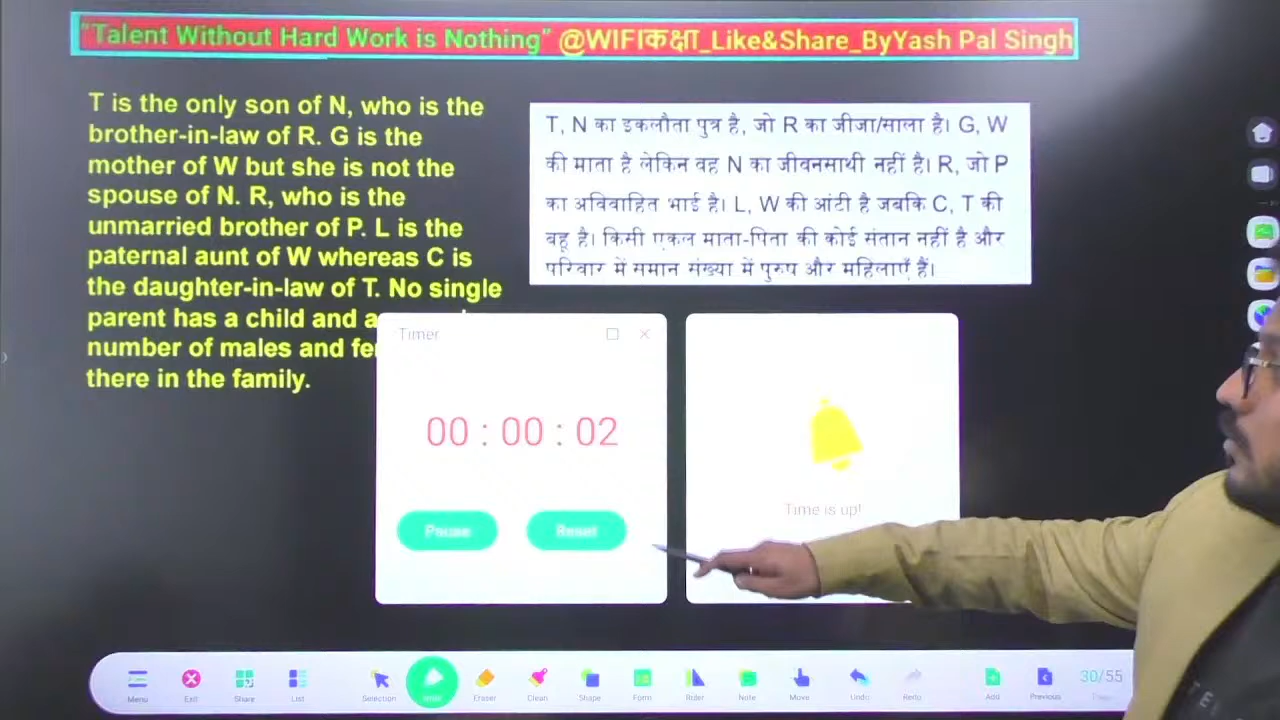 "Talent Without Hard Work is Nothing" @WIFIकक्षा_Like&Share_ByYash Pal Singh
T is the only son of N, who is the
brother-in-law of R. G is the
mother of W but she is not the
spouse of N. R, who is the
unmarried brother of P. L is the
paternal aunt of W whereas C is
the daughter-in-law of T. No single
parent has a child and a
number of males and fe
there in the family.
T, N का इकलौता पुत्र है, जो R का जीजा/साला है। G, W
की माता है लेकिन वह N का जीवनसाथी नहीं है। R, जो P
का अविवाहित भाई है। L, W की आंटी है जबकि C, T की
बहू है। किसी एकल माता-पिता की कोई संतान नहीं है और
परिवार में समान संख्या में पुरुष और महिलाएँ हैं।
Timer
00 : 00 : 02
Pause
Reset
Time is up!
Menu
Exit
Share
List
Selection
Eraser
Clean
Shape
Form
Note
Move
Undo
Redo
Add
Previous
30/55